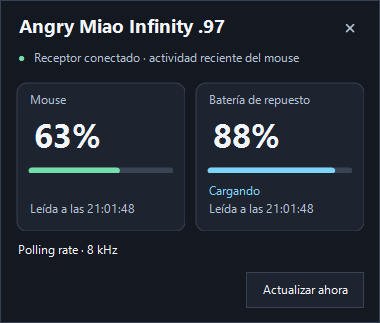 Angry Miao Infinity .97
Receptor conectado · actividad reciente del mouse
Mouse
63%
Leída a las 21:01:48
Batería de repuesto
88%
Cargando
Leída a las 21:01:48
Polling rate · 8 kHz
Actualizar ahora